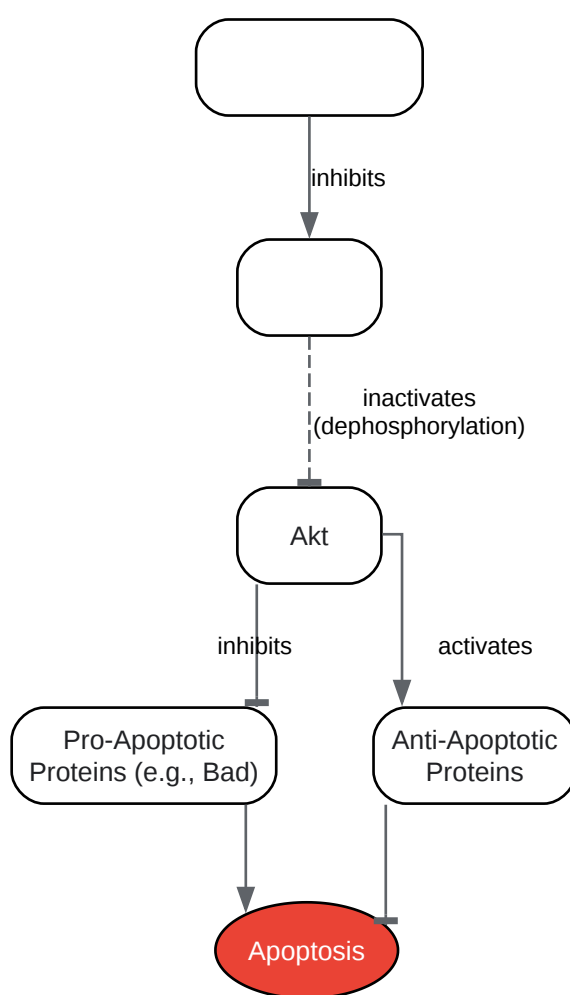 inhibits
inactivates
(dephosphorylation)
Akt
inhibits
activates
Pro-Apoptotic
Proteins (e.g., Bad)
Anti-Apoptotic
Proteins
Apoptosis